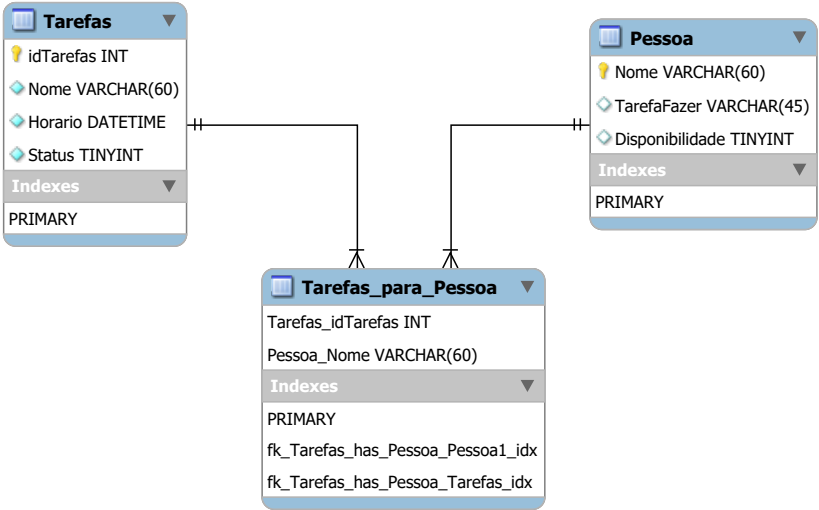 Tarefas
idTarefas INT
Nome VARCHAR(60)
Horario DATETIME
Status TINYINT
Indexes
PRIMARY
Pessoa
Nome VARCHAR(60)
TarefaFazer VARCHAR(45)
Disponibilidade TINYINT
Indexes
PRIMARY
Tarefas_para_Pessoa
Tarefas_idTarefas INT
Pessoa_Nome VARCHAR(60)
Indexes
PRIMARY
fk_Tarefas_has_Pessoa_Pessoa1_idx
fk_Tarefas_has_Pessoa_Tarefas_idx